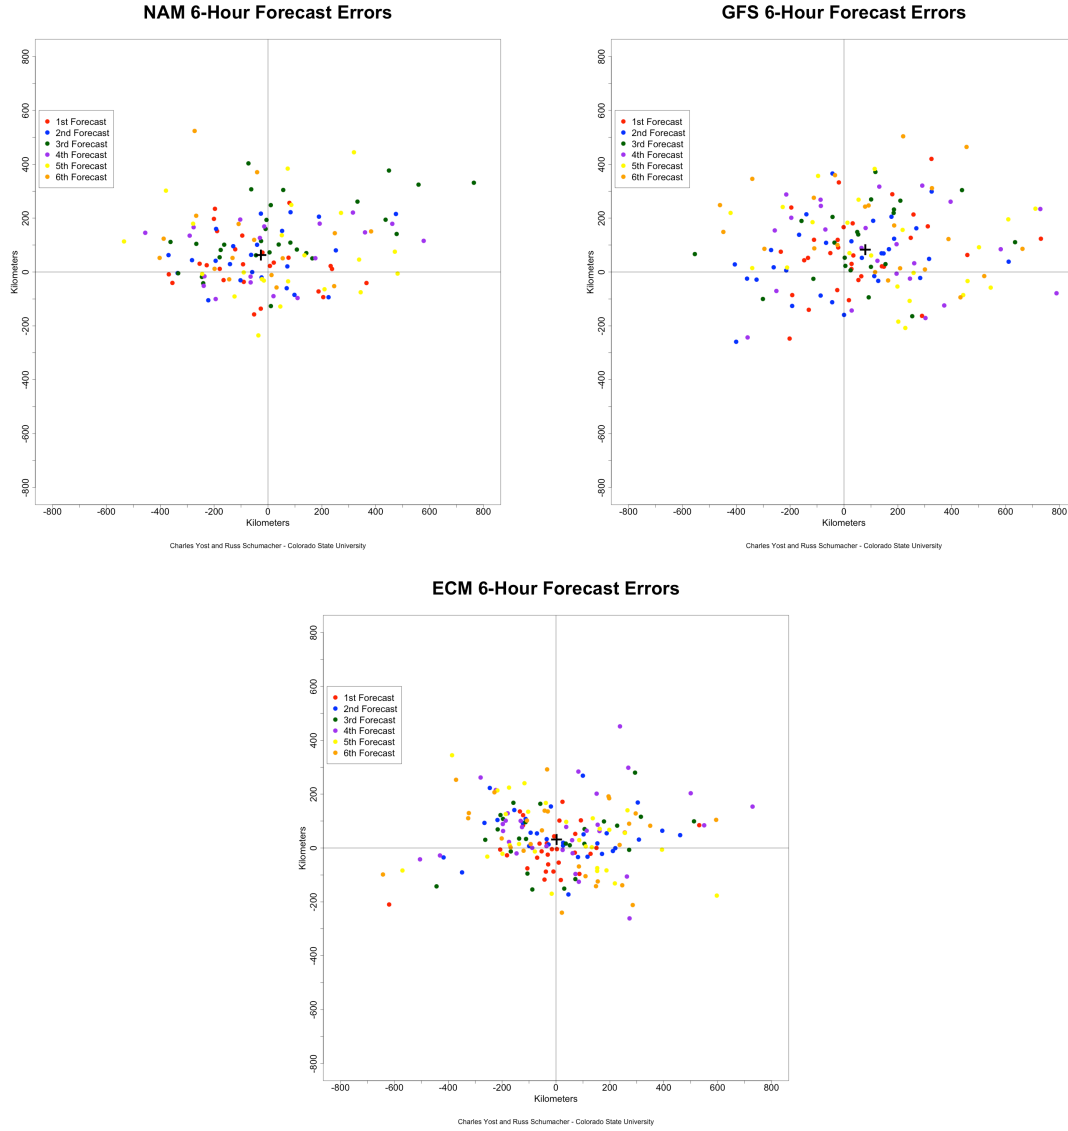 NAM 6-Hour Forecast Errors
800
600
400
200
0
-200
-400
-600
-800
Kilometers
1st Forecast
2nd Forecast
3rd Forecast
4th Forecast
5th Forecast
6th Forecast
-800 -600 -400 -200 0 200 400 600 800
Kilometers
Charles Yost and Russ Schumacher - Colorado State University
GFS 6-Hour Forecast Errors
800
600
400
200
0
-200
-400
-600
-800
Kilometers
1st Forecast
2nd Forecast
3rd Forecast
4th Forecast
5th Forecast
6th Forecast
-800 -600 -400 -200 0 200 400 600 800
Kilometers
Charles Yost and Russ Schumacher - Colorado State University
ECM 6-Hour Forecast Errors
800
600
400
200
0
-200
-400
-600
-800
Kilometers
1st Forecast
2nd Forecast
3rd Forecast
4th Forecast
5th Forecast
6th Forecast
-800 -600 -400 -200 0 200 400 600 800
Kilometers
Charles Yost and Russ Schumacher - Colorado State University